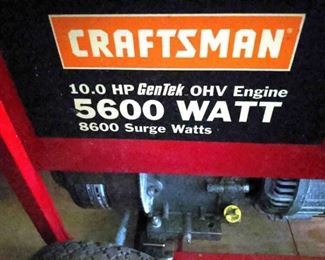 CRAFTSMAN
10.0 HP GenTek OHV Engine
5600 WATT
8600 Surge Watts